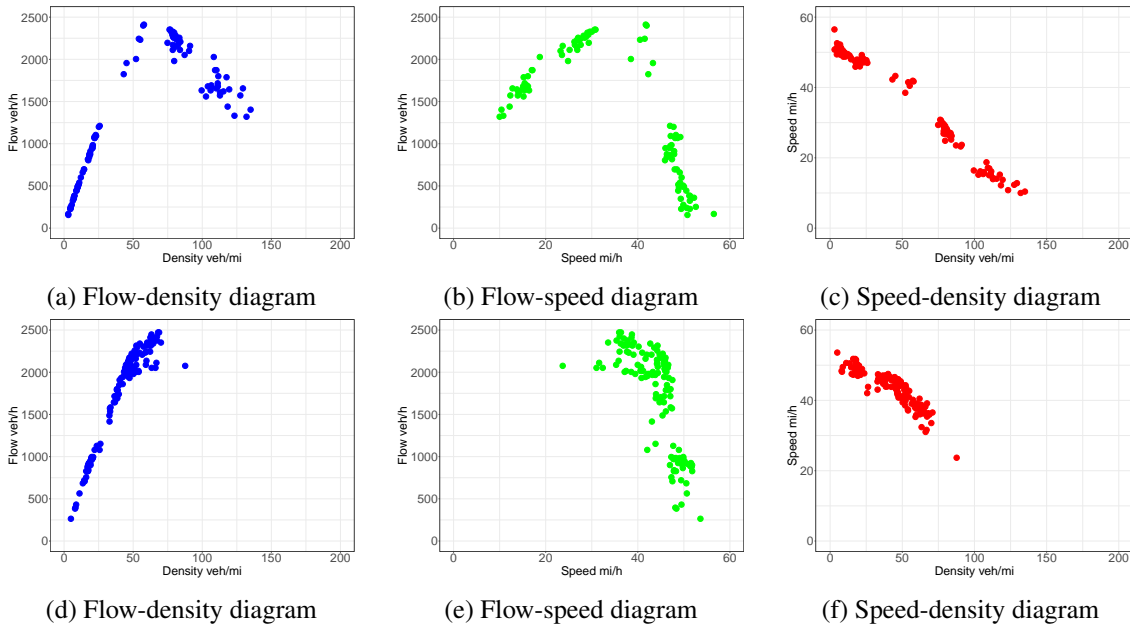 2500
2000
1500
1000
500
0
Flow veh/h
0 50 100 150 200
Density veh/mi
(a) Flow-density diagram
2500
2000
1500
1000
500
0
Flow veh/h
0 20 40 60
Speed mi/h
(b) Flow-speed diagram
60
40
20
0
Speed mi/h
0 50 100 150 200
Density veh/mi
(c) Speed-density diagram
2500
2000
1500
1000
500
0
Flow veh/h
0 50 100 150 200
Density veh/mi
(d) Flow-density diagram
2500
2000
1500
1000
500
0
Flow veh/h
0 20 40 60
Speed mi/h
(e) Flow-speed diagram
60
40
20
0
Speed mi/h
0 50 100 150 200
Density veh/mi
(f) Speed-density diagram